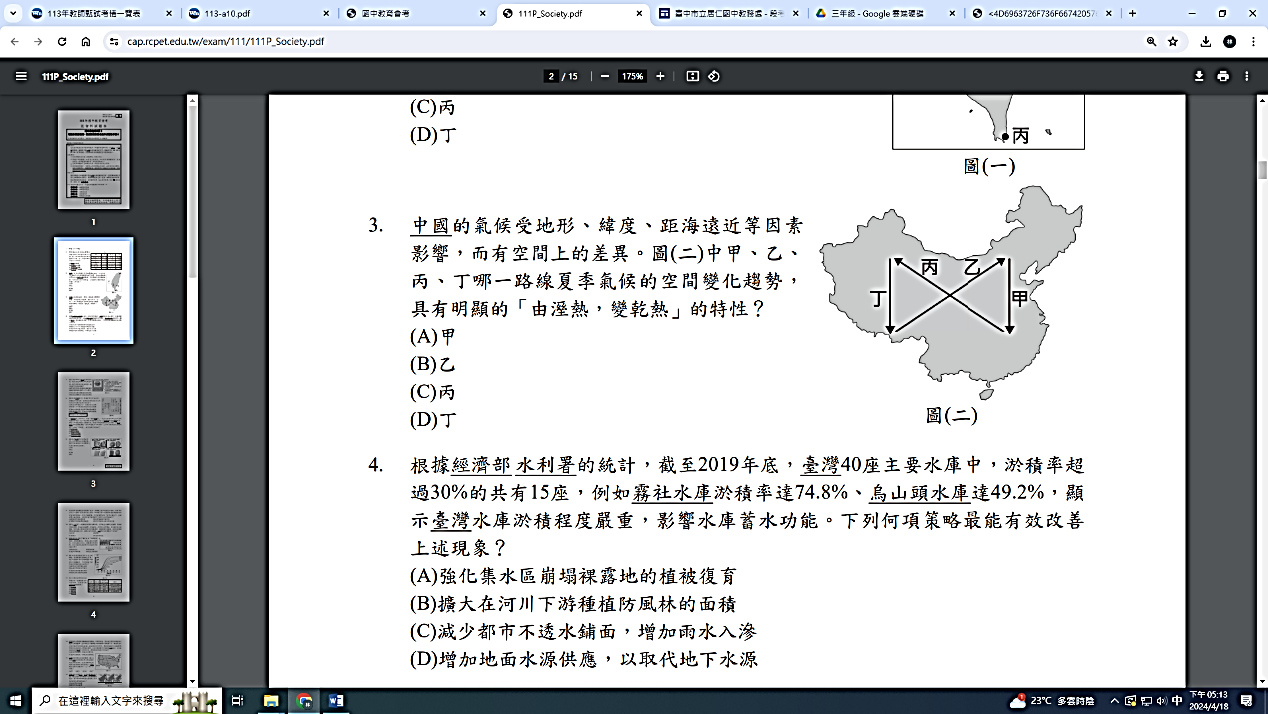 113年教師甄試考檔一覽表
113-a10.pdf
國中教育會考
111P_Society.pdf
臺中市立居仁國中教務處 - 段考
三年級 - Google 雲端硬碟
<4D6963726F736F66742057
cap.rcpet.edu.tw/exam/111/111P_Society.pdf
111P_Society.pdf
2 / 15
175%
(C)丙
(D)丁
丙
圖(一)
3. 中國的氣候受地形、緯度、距海遠近等因素
影響，而有空間上的差異。圖(二)中甲、乙、
丙、丁哪一路線夏季氣候的空間變化趨勢，
具有明顯的「由溼熱，變乾熱」的特性？
(A)甲
(B)乙
(C)丙
(D)丁
丙 乙
丁 甲
圖(二)
4. 根據經濟部 水利署的統計，截至2019年底，臺灣40座主要水庫中，淤積率超
過30%的共有15座，例如霧社水庫淤積率達74.8%、烏山頭水庫達49.2%，顯
示臺灣水庫淤積程度嚴重，影響水庫蓄水功能。下列何項策略最能有效改善
上述現象？
(A)強化集水區崩塌裸露地的植被復育
(B)擴大在河川下游種植防風林的面積
(C)減少都市不透水鋪面，增加雨水入滲
(D)增加地面水源供應，以取代地下水源
1
2
3
4
在這裡輸入文字來搜尋
23°C 多雲時陰
中
下午 05:13
2024/4/18